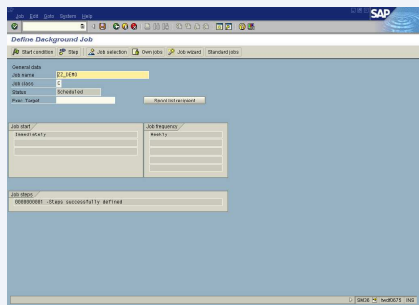 Job Edit Goto System Help
SAP
Define Background Job
Start condition Step Job selection Own jobs Job wizard Standard jobs
General data
Job name ZZ_DEMO
Job class C
Status Scheduled
Exec. Target Spool list recipient
Job start Job frequency
Immediately Weekly
Job steps
0000000001 -Steps successfully defined
SM36 twdf0675 INS